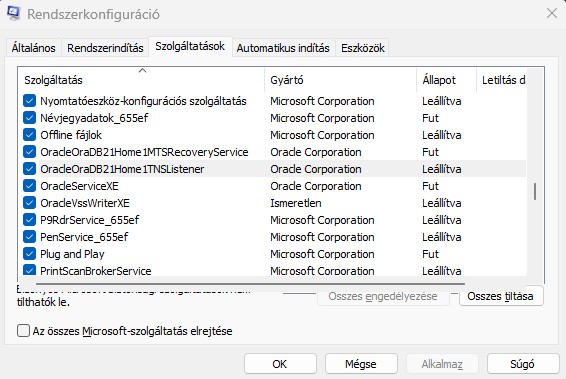 Rendszerkonfiguráció
Általános Rendszerindítás Szolgáltatások Automatikus indítás Eszközök
Szolgáltatás Gyártó Állapot Letiltás d
Nyomtatóeszköz-konfigurációs szolgáltatás Microsoft Corporation Leállítva
Névjegyadatok_655ef Microsoft Corporation Fut
Offline fájlok Microsoft Corporation Leállítva
OracleOraDB21Home1MTSRecoveryService Oracle Corporation Fut
OracleOraDB21Home1TNSListener Oracle Corporation Leállítva
OracleServiceXE Oracle Corporation Fut
OracleVssWriterXE Ismeretlen Leállítva
P9RdrService_655ef Microsoft Corporation Leállítva
PenService_655ef Microsoft Corporation Leállítva
Plug and Play Microsoft Corporation Fut
PrintScanBrokerService Microsoft Corporation Leállítva
tilthatók le.
Összes engedélyezése Összes tiltása
Az összes Microsoft-szolgáltatás elrejtése
OK Mégse Alkalmaz Súgó